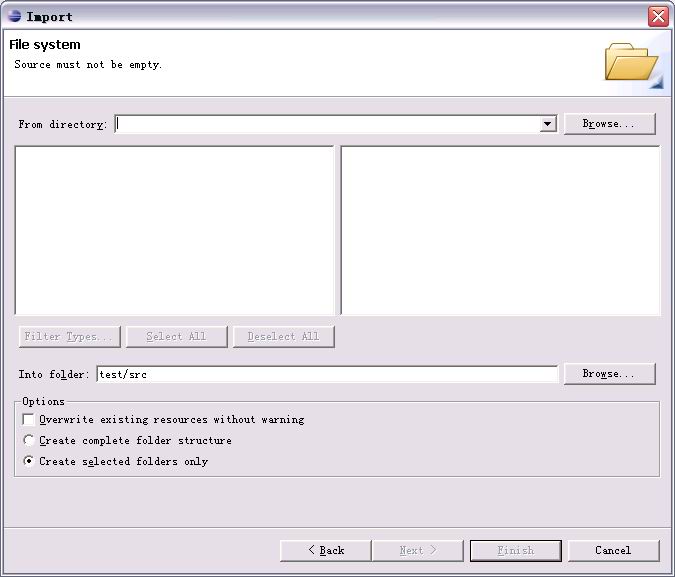 Import
File system
Source must not be empty.
From directory:
Browse...
Filter Types...
Select All
Deselect All
Into folder:
test/src
Browse...
Options
Overwrite existing resources without warning
Create complete folder structure
Create selected folders only
< Back
Next >
Finish
Cancel